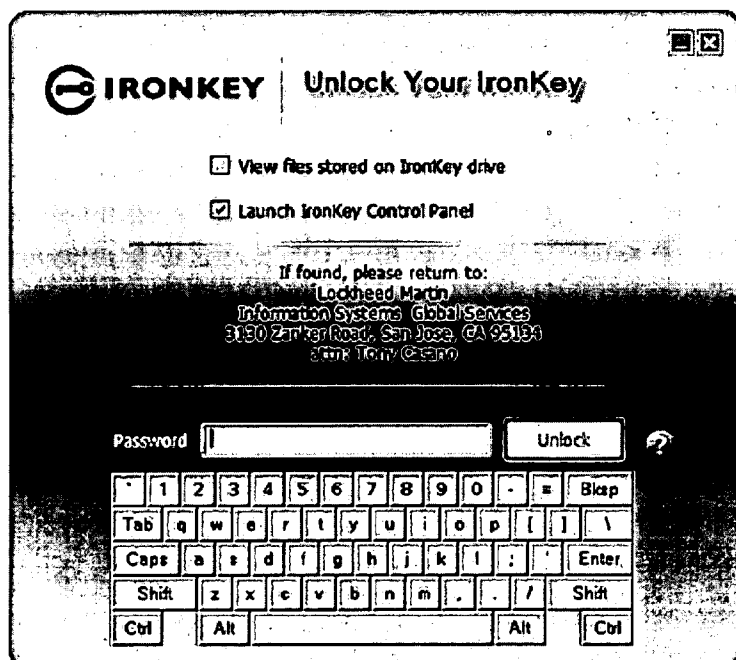 IRONKEY
Unlock Your IronKey
View files stored on IronKey drive
Launch IronKey Control Panel
If found, please return to:
Lockheed Martin
Information Systems Global Services
3130 Zanker Road, San Jose, CA 95134
attn: Tony Casano
Password Unlock ?
` 1 2 3 4 5 6 7 8 9 0 - = Bksp
Tab q w e r t y u i o p [ ] \
Caps a s d f g h j k l ; ' Enter
Shift z x c v b n m , . / Shift
Ctrl Alt Alt Ctrl